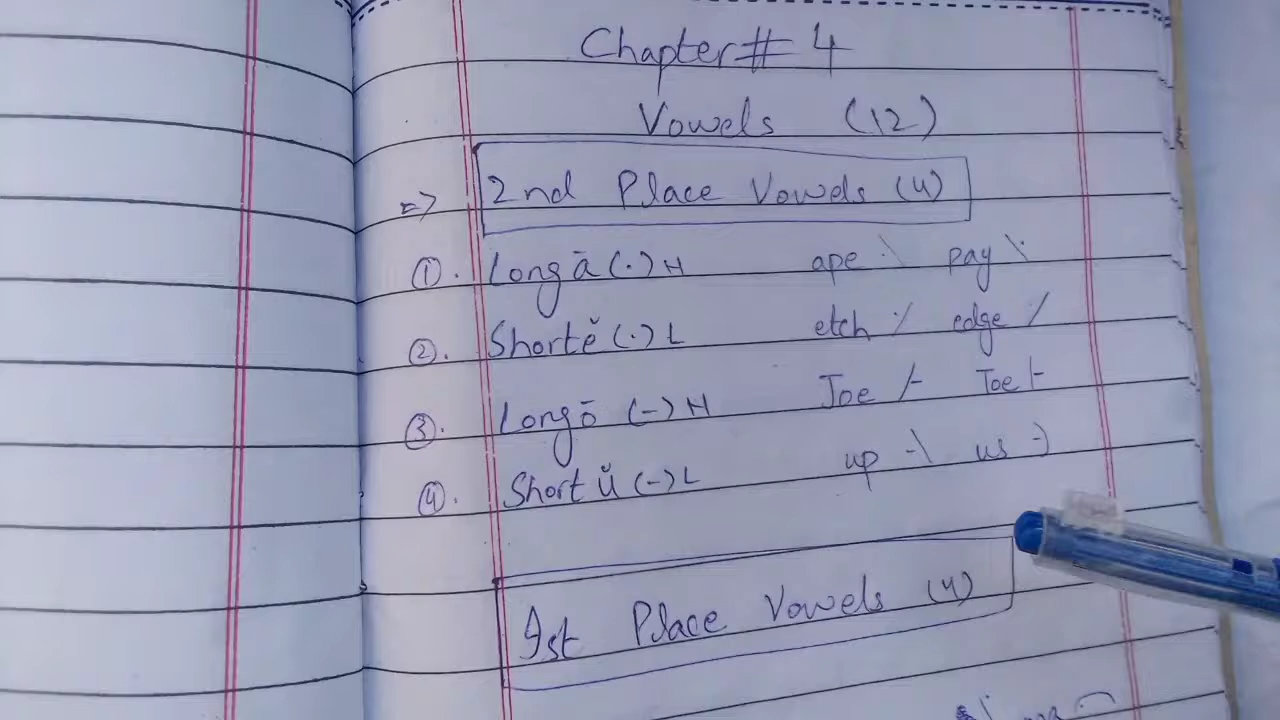 Chapter # 4
Vowels (12)
=> 2nd Place Vowels (4)
①. Long ā (.) H ape .\ pay \.
②. Short ĕ (.) L etch ./ edge ./
③. Long ō (-) H Joe /- Toe |-
④. Short ŭ (-) L up -\ us -)
1st Place Vowels (4)